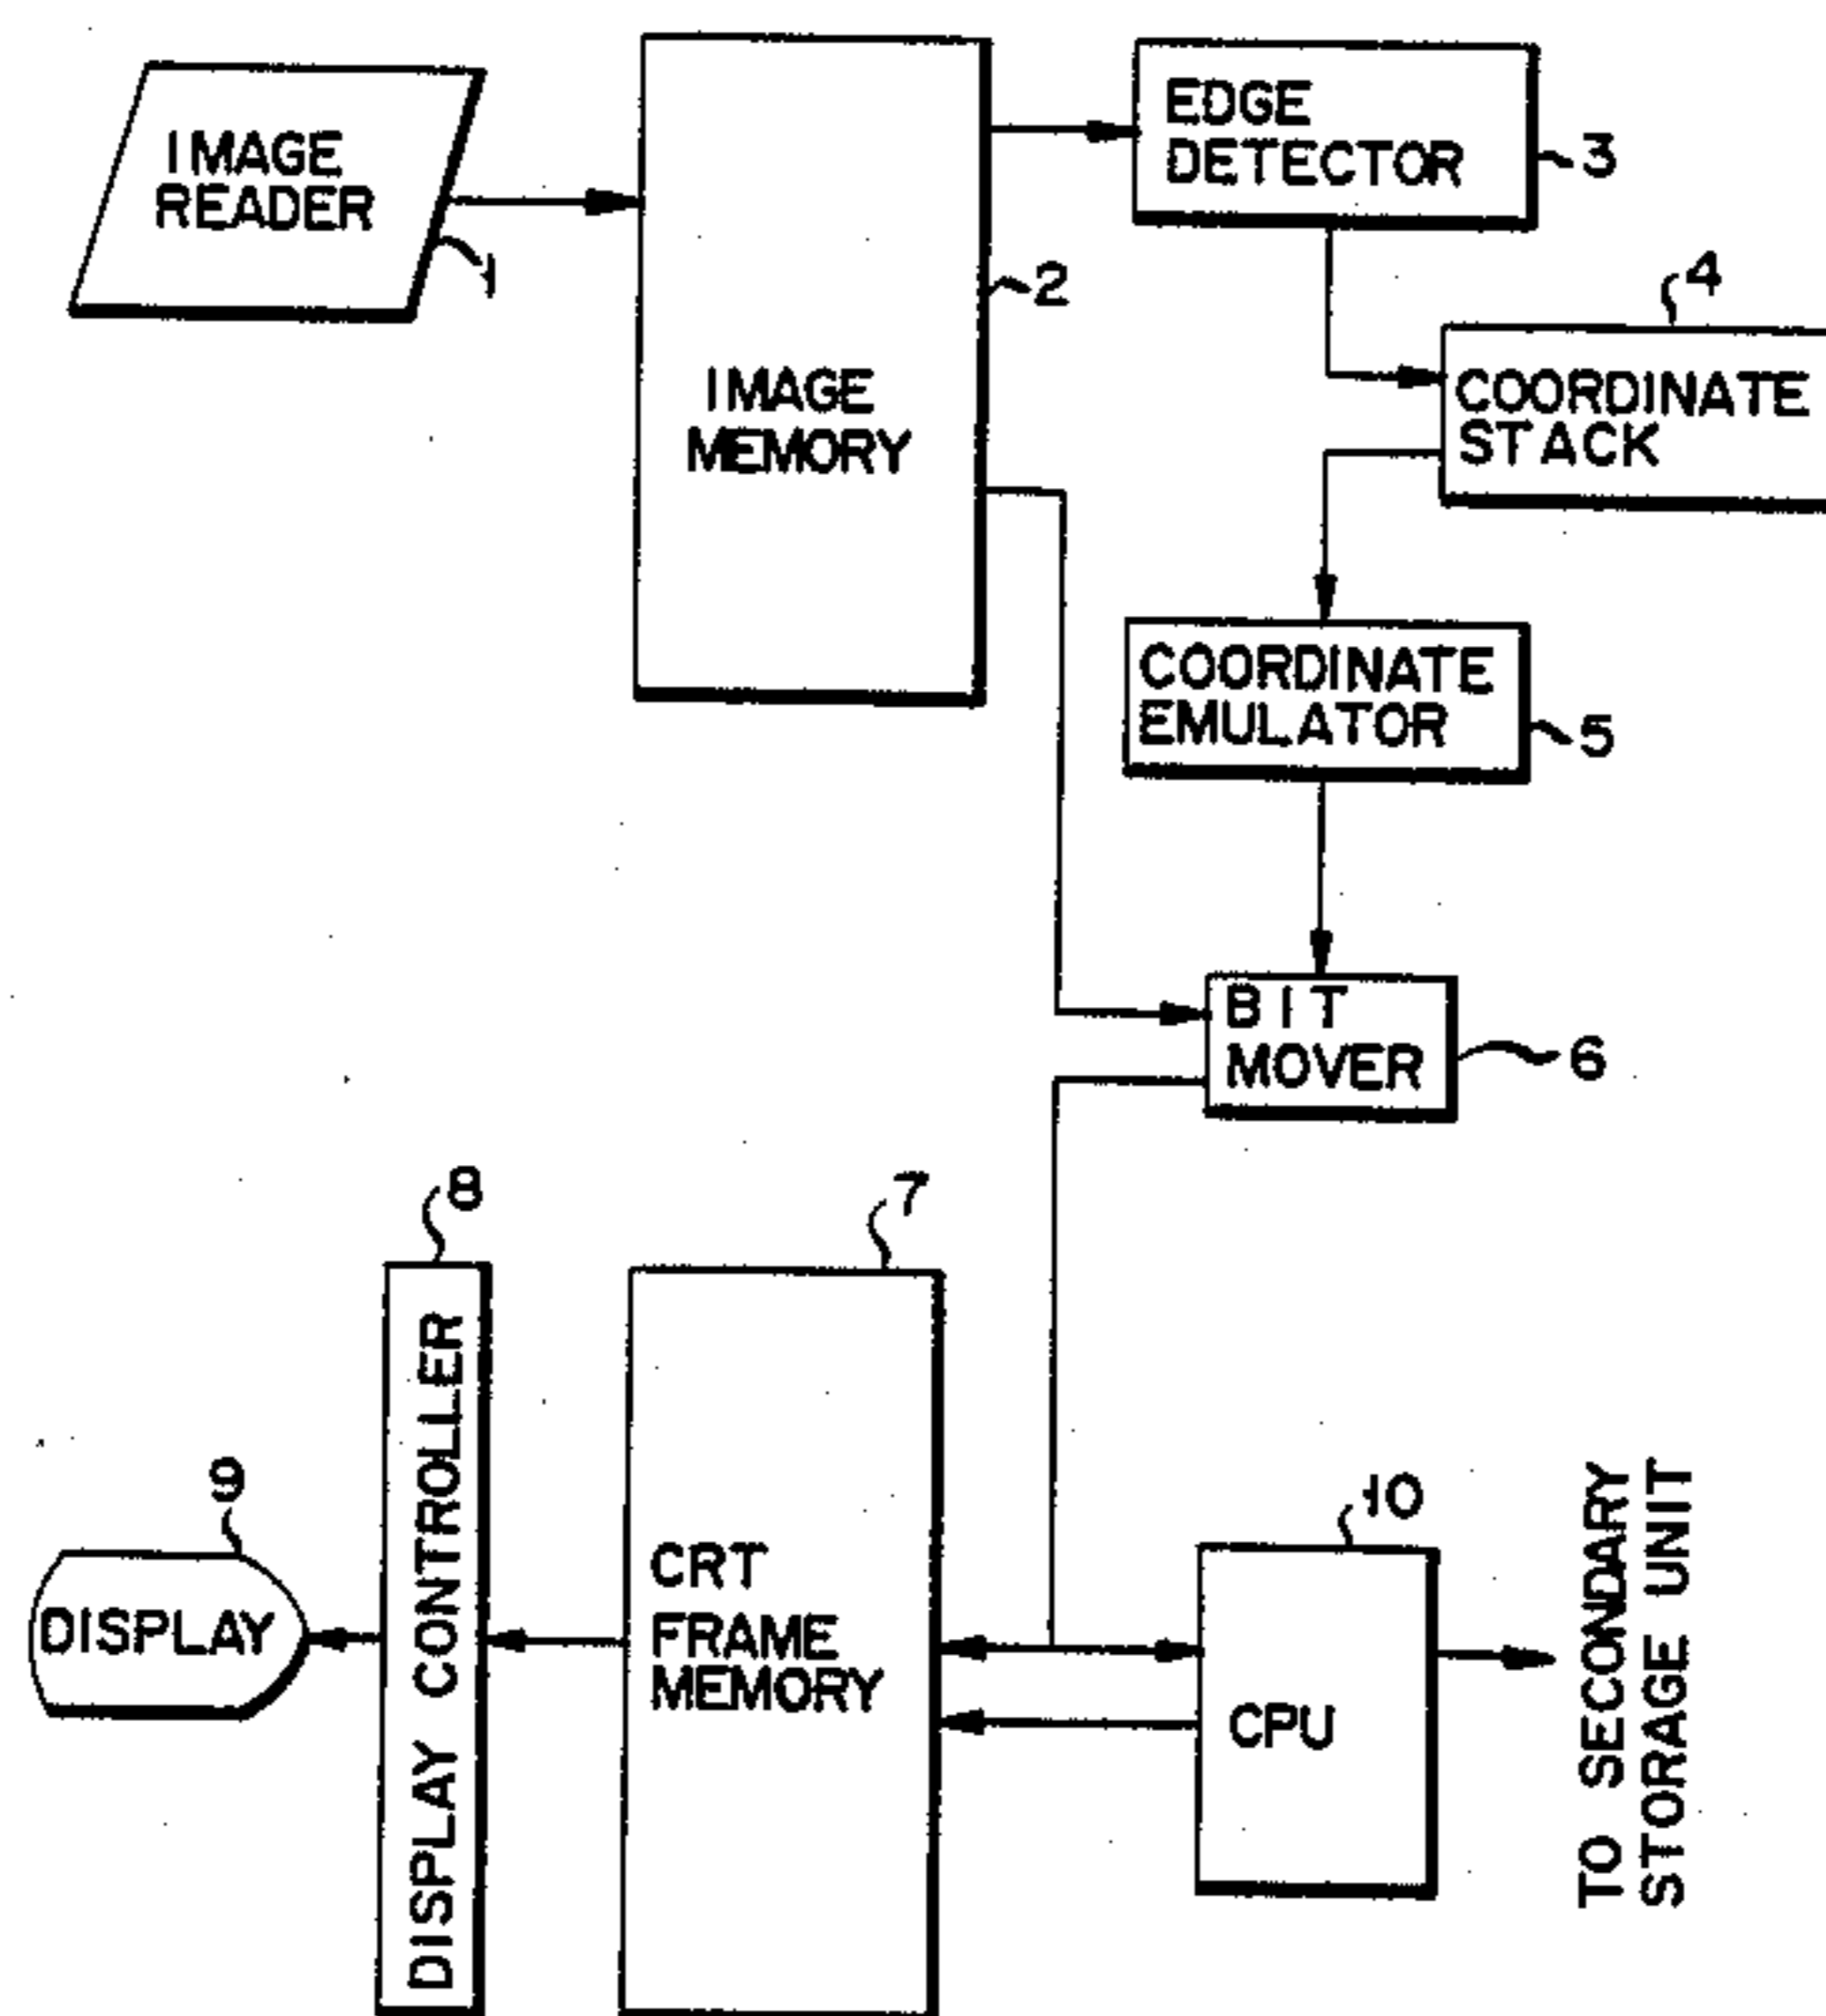 IMAGE
READER
1
IMAGE
MEMORY
2
EDGE
DETECTOR
3
4
COORDINATE
STACK
COORDINATE
EMULATOR
5
BIT
MOVER
6
7
CRT
FRAME
MEMORY
8
DISPLAY CONTROLLER
9
DISPLAY
10
CPU
TO SECONDARY
STORAGE UNIT